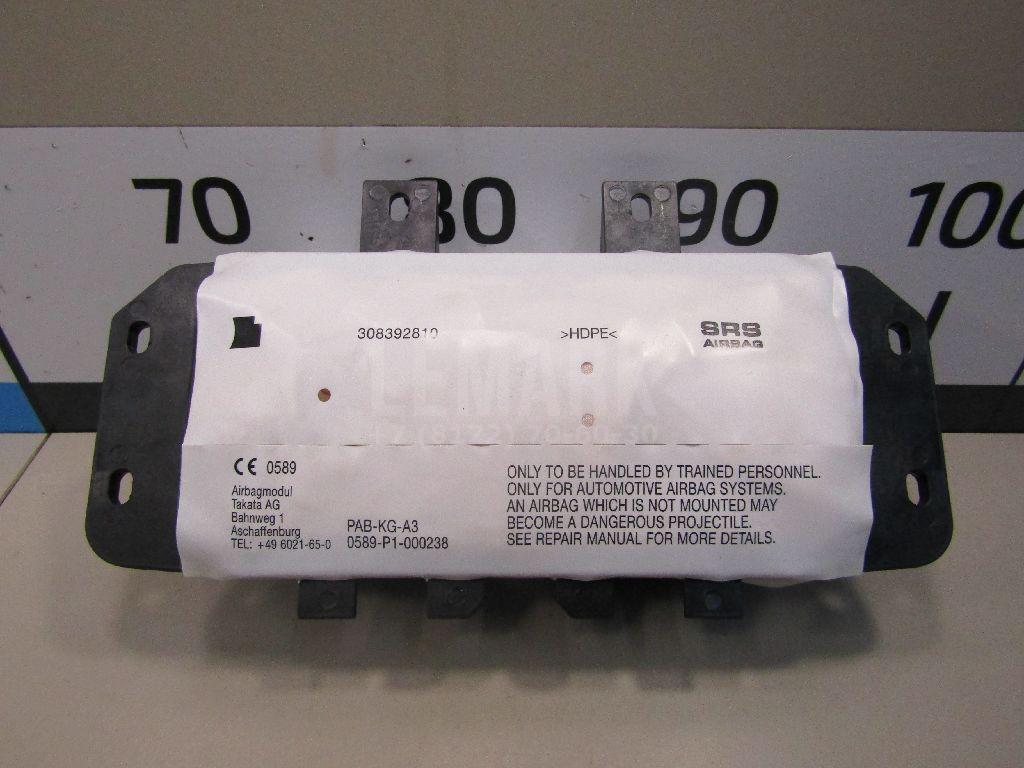 70 80 90 100
308392810 >HDPE< SRS
AIRBAG
LEMARK
CE 0589
Airbagmodul
Takata AG
Bahnweg 1
Aschaffenburg
TEL: +49 6021-65-0
PAB-KG-A3
0589-P1-000238
ONLY TO BE HANDLED BY TRAINED PERSONNEL.
ONLY FOR AUTOMOTIVE AIRBAG SYSTEMS.
AN AIRBAG WHICH IS NOT MOUNTED MAY
BECOME A DANGEROUS PROJECTILE.
SEE REPAIR MANUAL FOR MORE DETAILS.